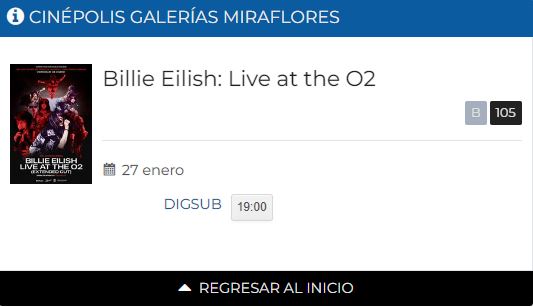 CINÉPOLIS GALERÍAS MIRAFLORES
Billie Eilish: Live at the O2
B 105
BILLIE EILISH
LIVE AT THE O2
(EXTENDED CUT)
27 enero
DIGSUB 19:00
REGRESAR AL INICIO